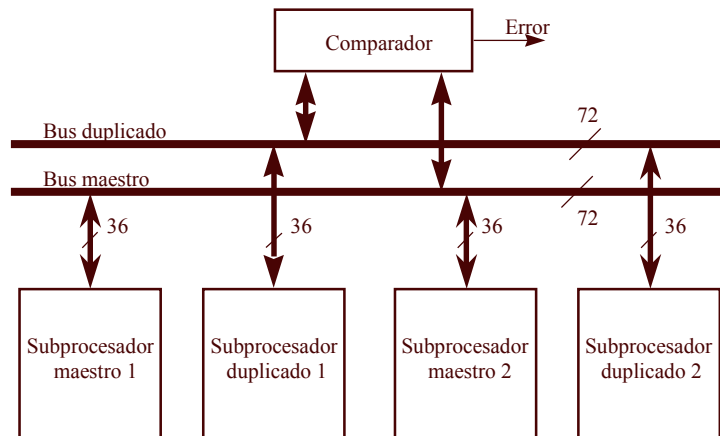 Comparador
Error
Bus duplicado
72
Bus maestro
72
36
36
36
36
Subprocesador
maestro 1
Subprocesador
duplicado 1
Subprocesador
maestro 2
Subprocesador
duplicado 2